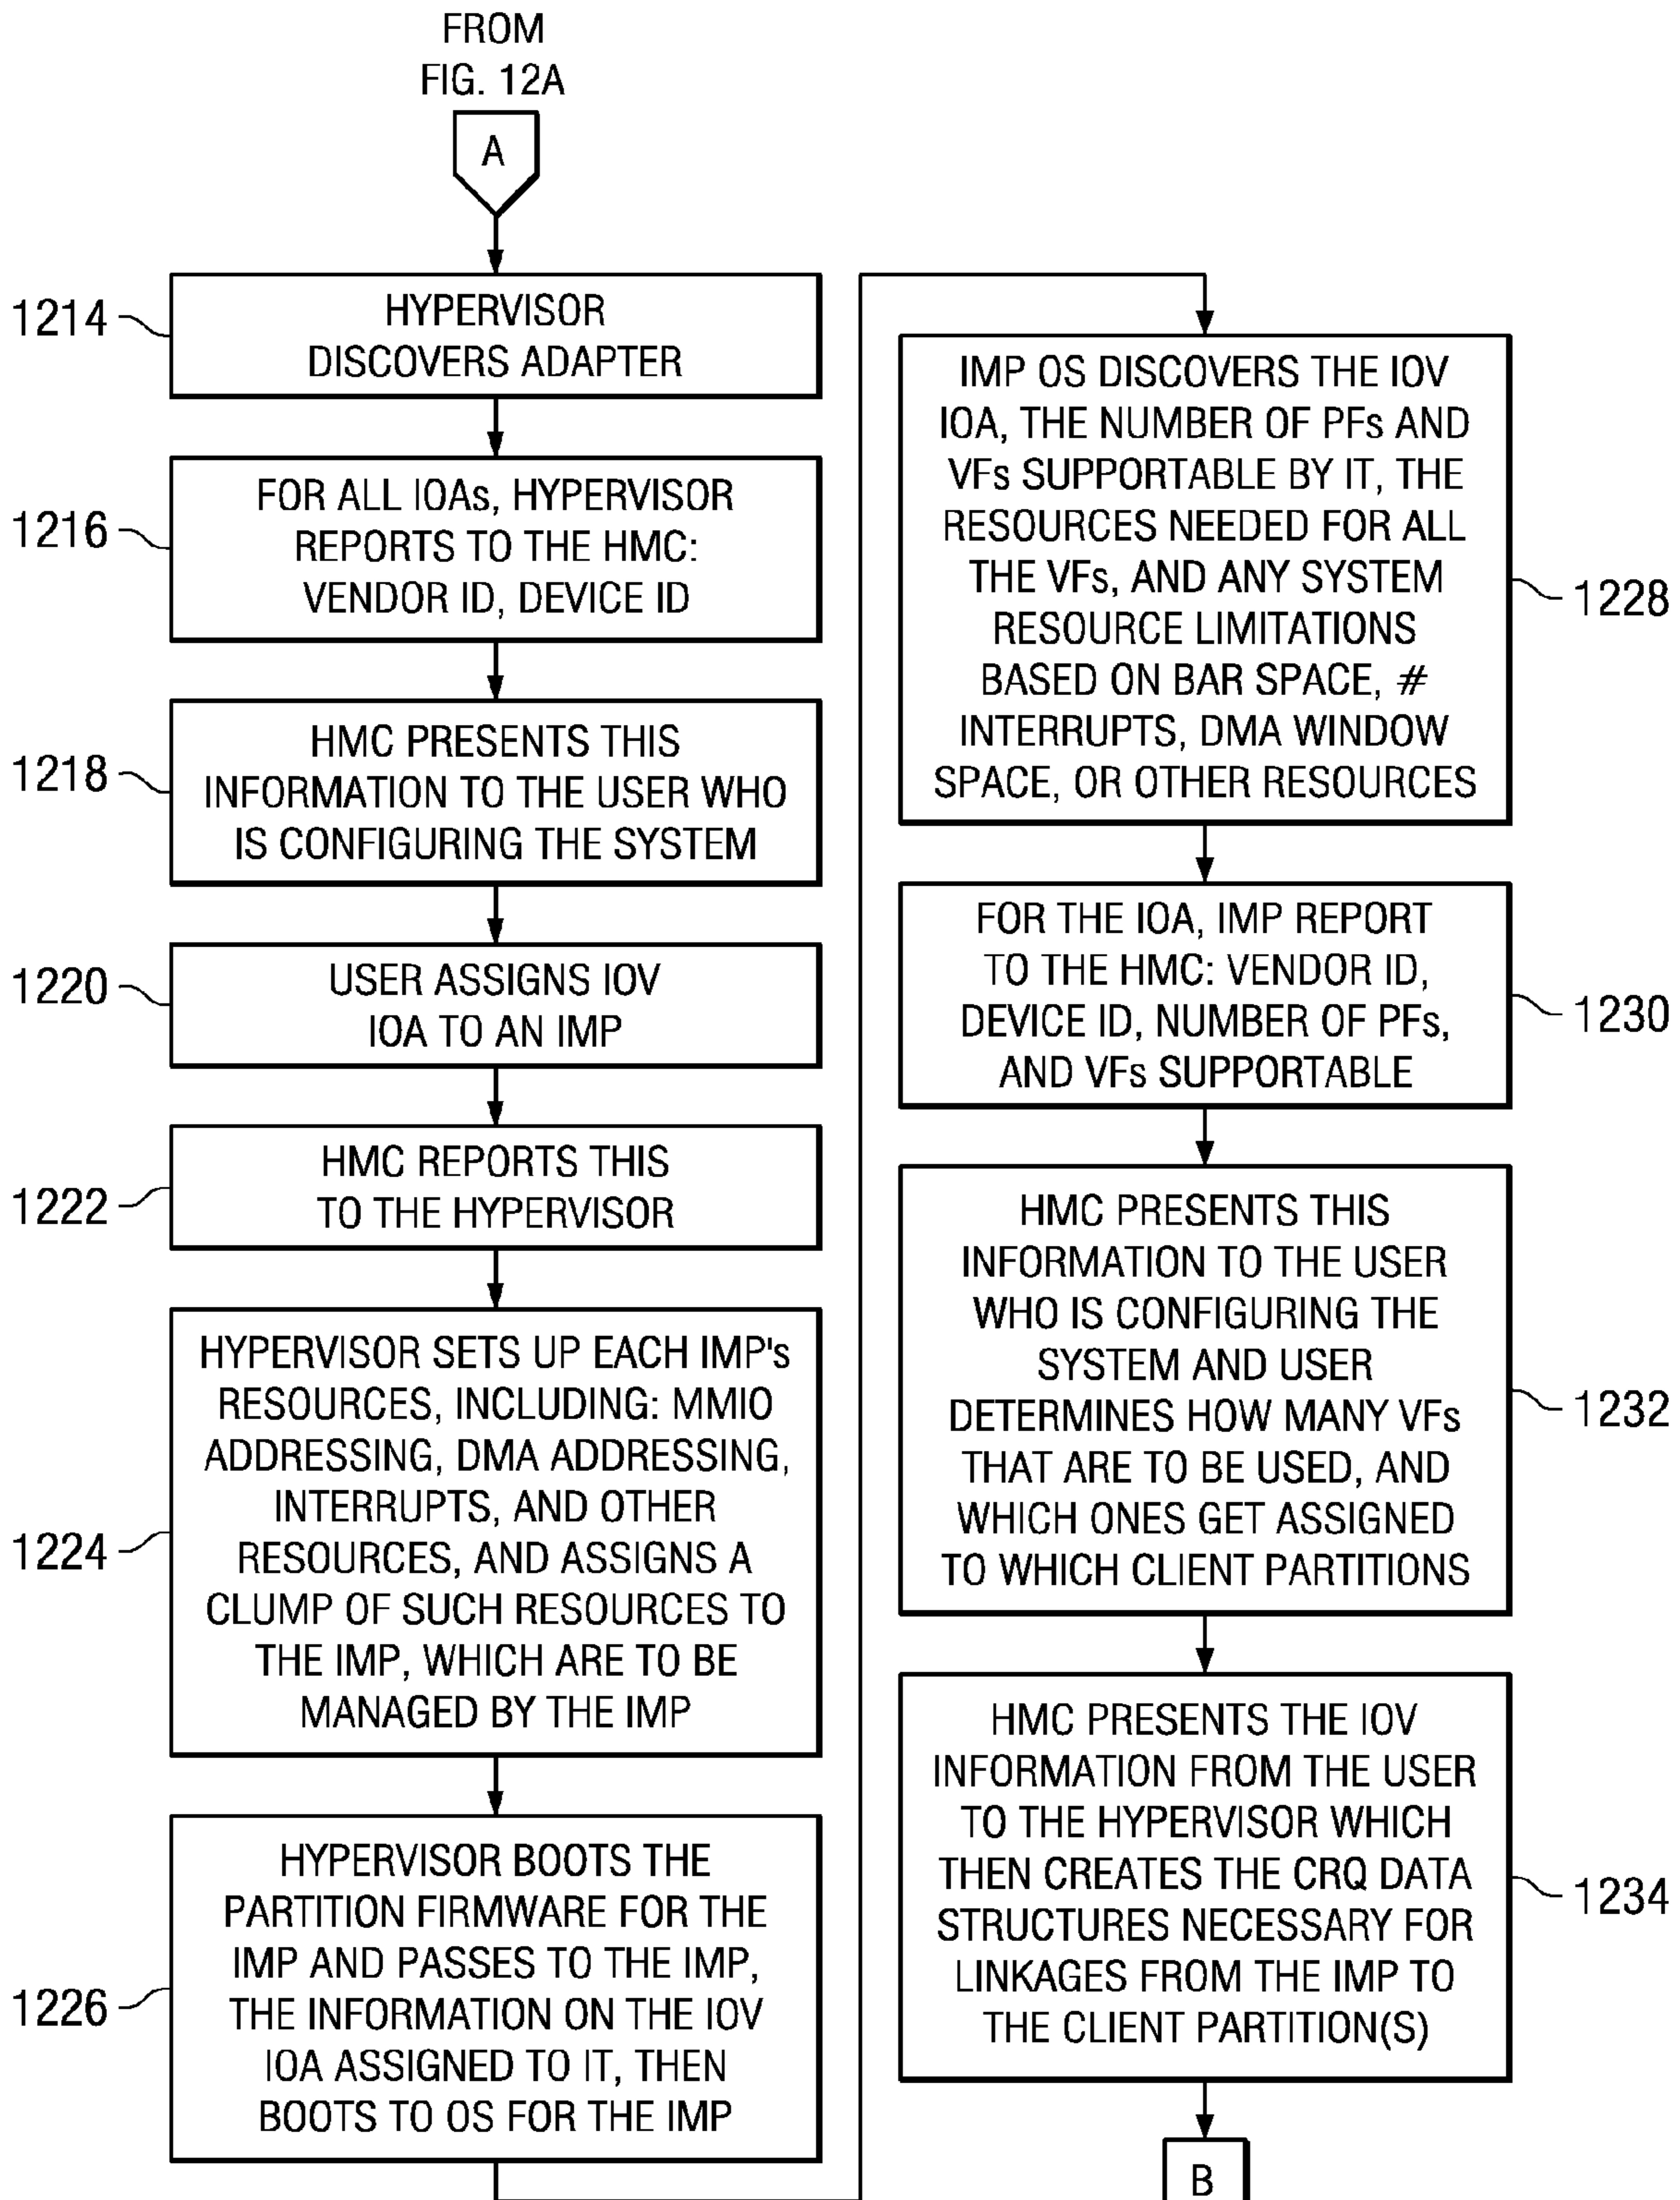 FROM
FIG. 12A
A
1214
HYPERVISOR
DISCOVERS ADAPTER
1216
FOR ALL IOAs, HYPERVISOR
REPORTS TO THE HMC:
VENDOR ID, DEVICE ID
1218
HMC PRESENTS THIS
INFORMATION TO THE USER WHO
IS CONFIGURING THE SYSTEM
1220
USER ASSIGNS IOV
IOA TO AN IMP
1222
HMC REPORTS THIS
TO THE HYPERVISOR
1224
HYPERVISOR SETS UP EACH IMP's
RESOURCES, INCLUDING: MMIO
ADDRESSING, DMA ADDRESSING,
INTERRUPTS, AND OTHER
RESOURCES, AND ASSIGNS A
CLUMP OF SUCH RESOURCES TO
THE IMP, WHICH ARE TO BE
MANAGED BY THE IMP
1226
HYPERVISOR BOOTS THE
PARTITION FIRMWARE FOR THE
IMP AND PASSES TO THE IMP,
THE INFORMATION ON THE IOV
IOA ASSIGNED TO IT, THEN
BOOTS TO OS FOR THE IMP
IMP OS DISCOVERS THE IOV
IOA, THE NUMBER OF PFs AND
VFs SUPPORTABLE BY IT, THE
RESOURCES NEEDED FOR ALL
THE VFs, AND ANY SYSTEM
RESOURCE LIMITATIONS
BASED ON BAR SPACE, #
INTERRUPTS, DMA WINDOW
SPACE, OR OTHER RESOURCES
1228
FOR THE IOA, IMP REPORT
TO THE HMC: VENDOR ID,
DEVICE ID, NUMBER OF PFs,
AND VFs SUPPORTABLE
1230
HMC PRESENTS THIS
INFORMATION TO THE USER
WHO IS CONFIGURING THE
SYSTEM AND USER
DETERMINES HOW MANY VFs
THAT ARE TO BE USED, AND
WHICH ONES GET ASSIGNED
TO WHICH CLIENT PARTITIONS
1232
HMC PRESENTS THE IOV
INFORMATION FROM THE USER
TO THE HYPERVISOR WHICH
THEN CREATES THE CRQ DATA
STRUCTURES NECESSARY FOR
LINKAGES FROM THE IMP TO
THE CLIENT PARTITION(S)
1234
B